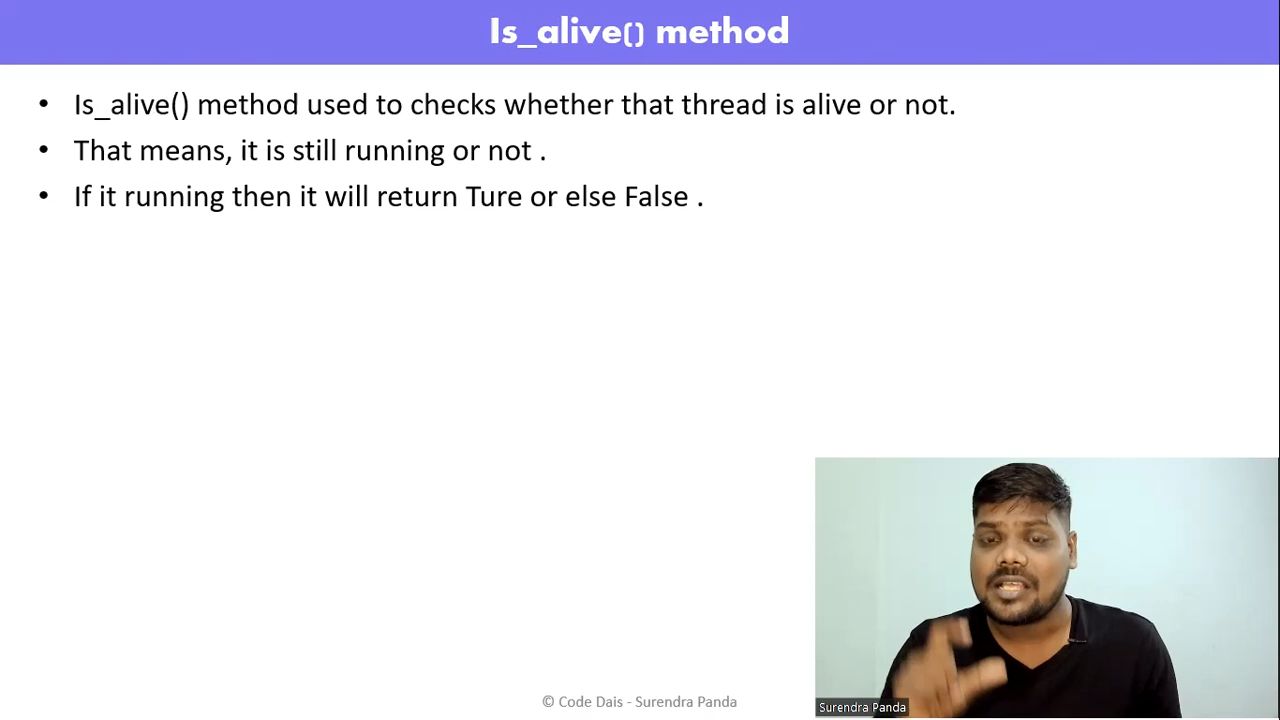 Is_alive() method
• Is_alive() method used to checks whether that thread is alive or not.
• That means, it is still running or not .
• If it running then it will return Ture or else False .
Surendra Panda
© Code Dais - Surendra Panda